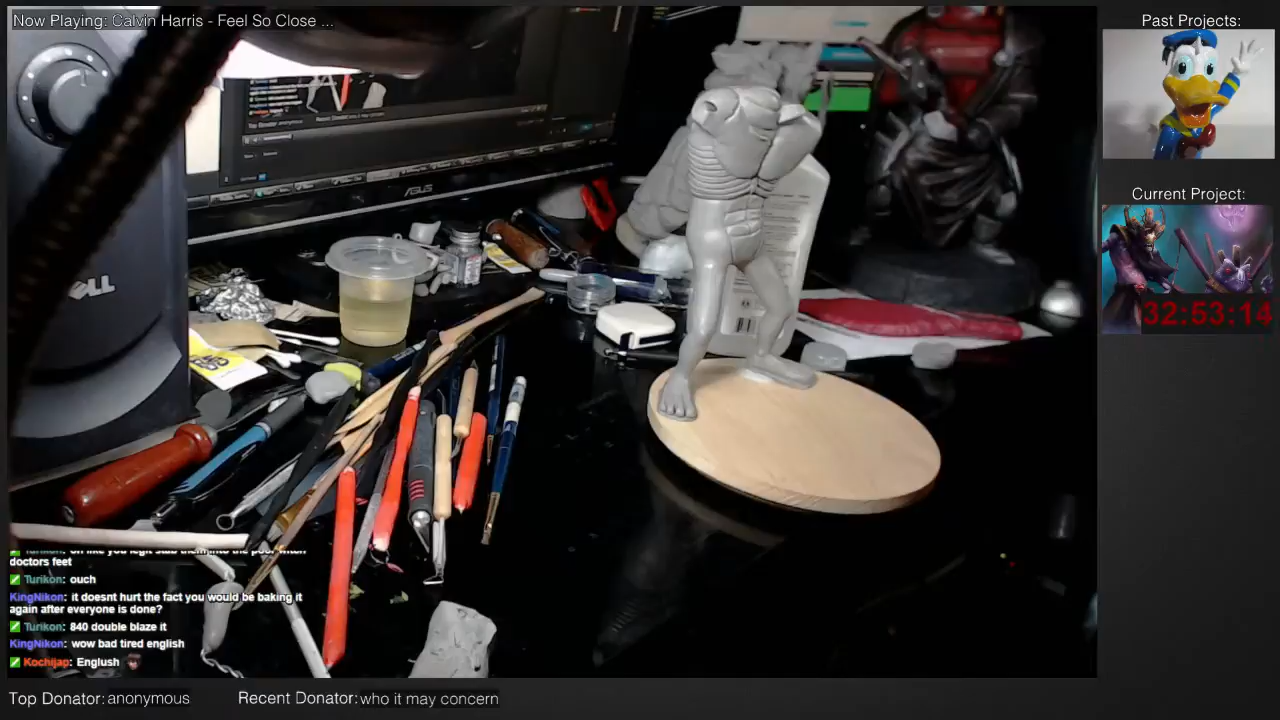 Now Playing: Calvin Harris - Feel So Close ...
Past Projects:
Current Project:
32:53:14
ASUS
DELL
doctors feet
Turikon: ouch
KingNikon: it doesnt hurt the fact you would be baking it
again after everyone is done?
Turikon: 840 double blaze it
KingNikon: wow bad tired english
Kochijap: Englush
Top Donator: anonymous
Recent Donator: who it may concern